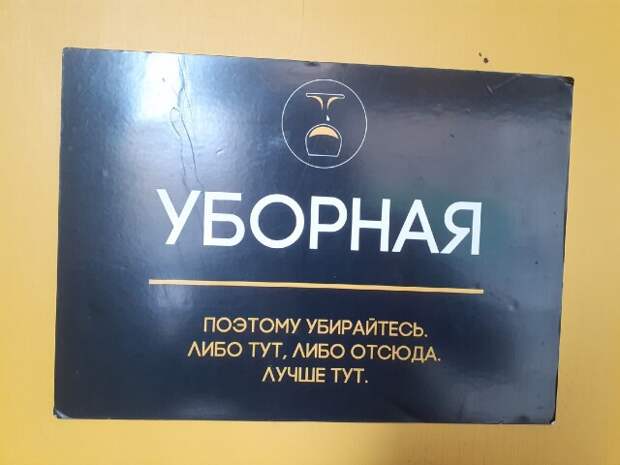 УБОРНАЯ
ПОЭТОМУ УБИРАЙТЕСЬ.
ЛИБО ТУТ, ЛИБО ОТСЮДА.
ЛУЧШЕ ТУТ.